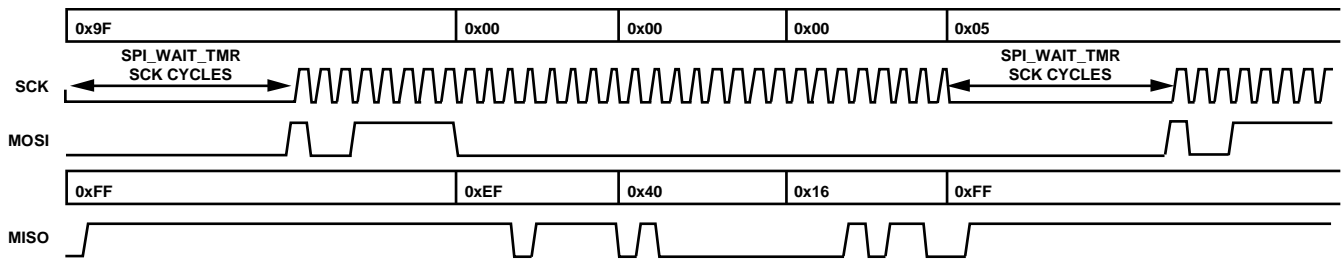 0x9F 0x00 0x00 0x00 0x05
SPI_WAIT_TMR
SCK CYCLES
SPI_WAIT_TMR
SCK CYCLES
SCK
MOSI
0xFF 0xEF 0x40 0x16 0xFF
MISO